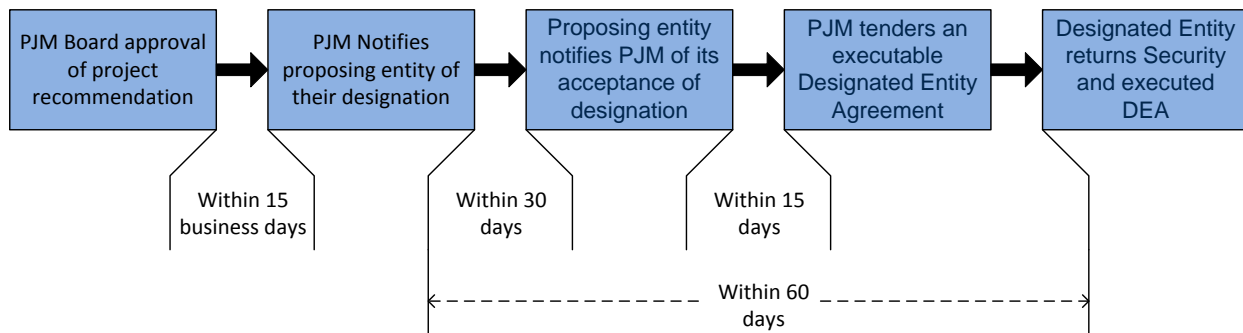 PJM Board approval
of project
recommendation
PJM Notifies
proposing entity of
their designation
Proposing entity
notifies PJM of its
acceptance of
designation
PJM tenders an
executable
Designated Entity
Agreement
Designated Entity
returns Security
and executed
DEA
Within 15
business days
Within 30
days
Within 15
days
Within 60
days